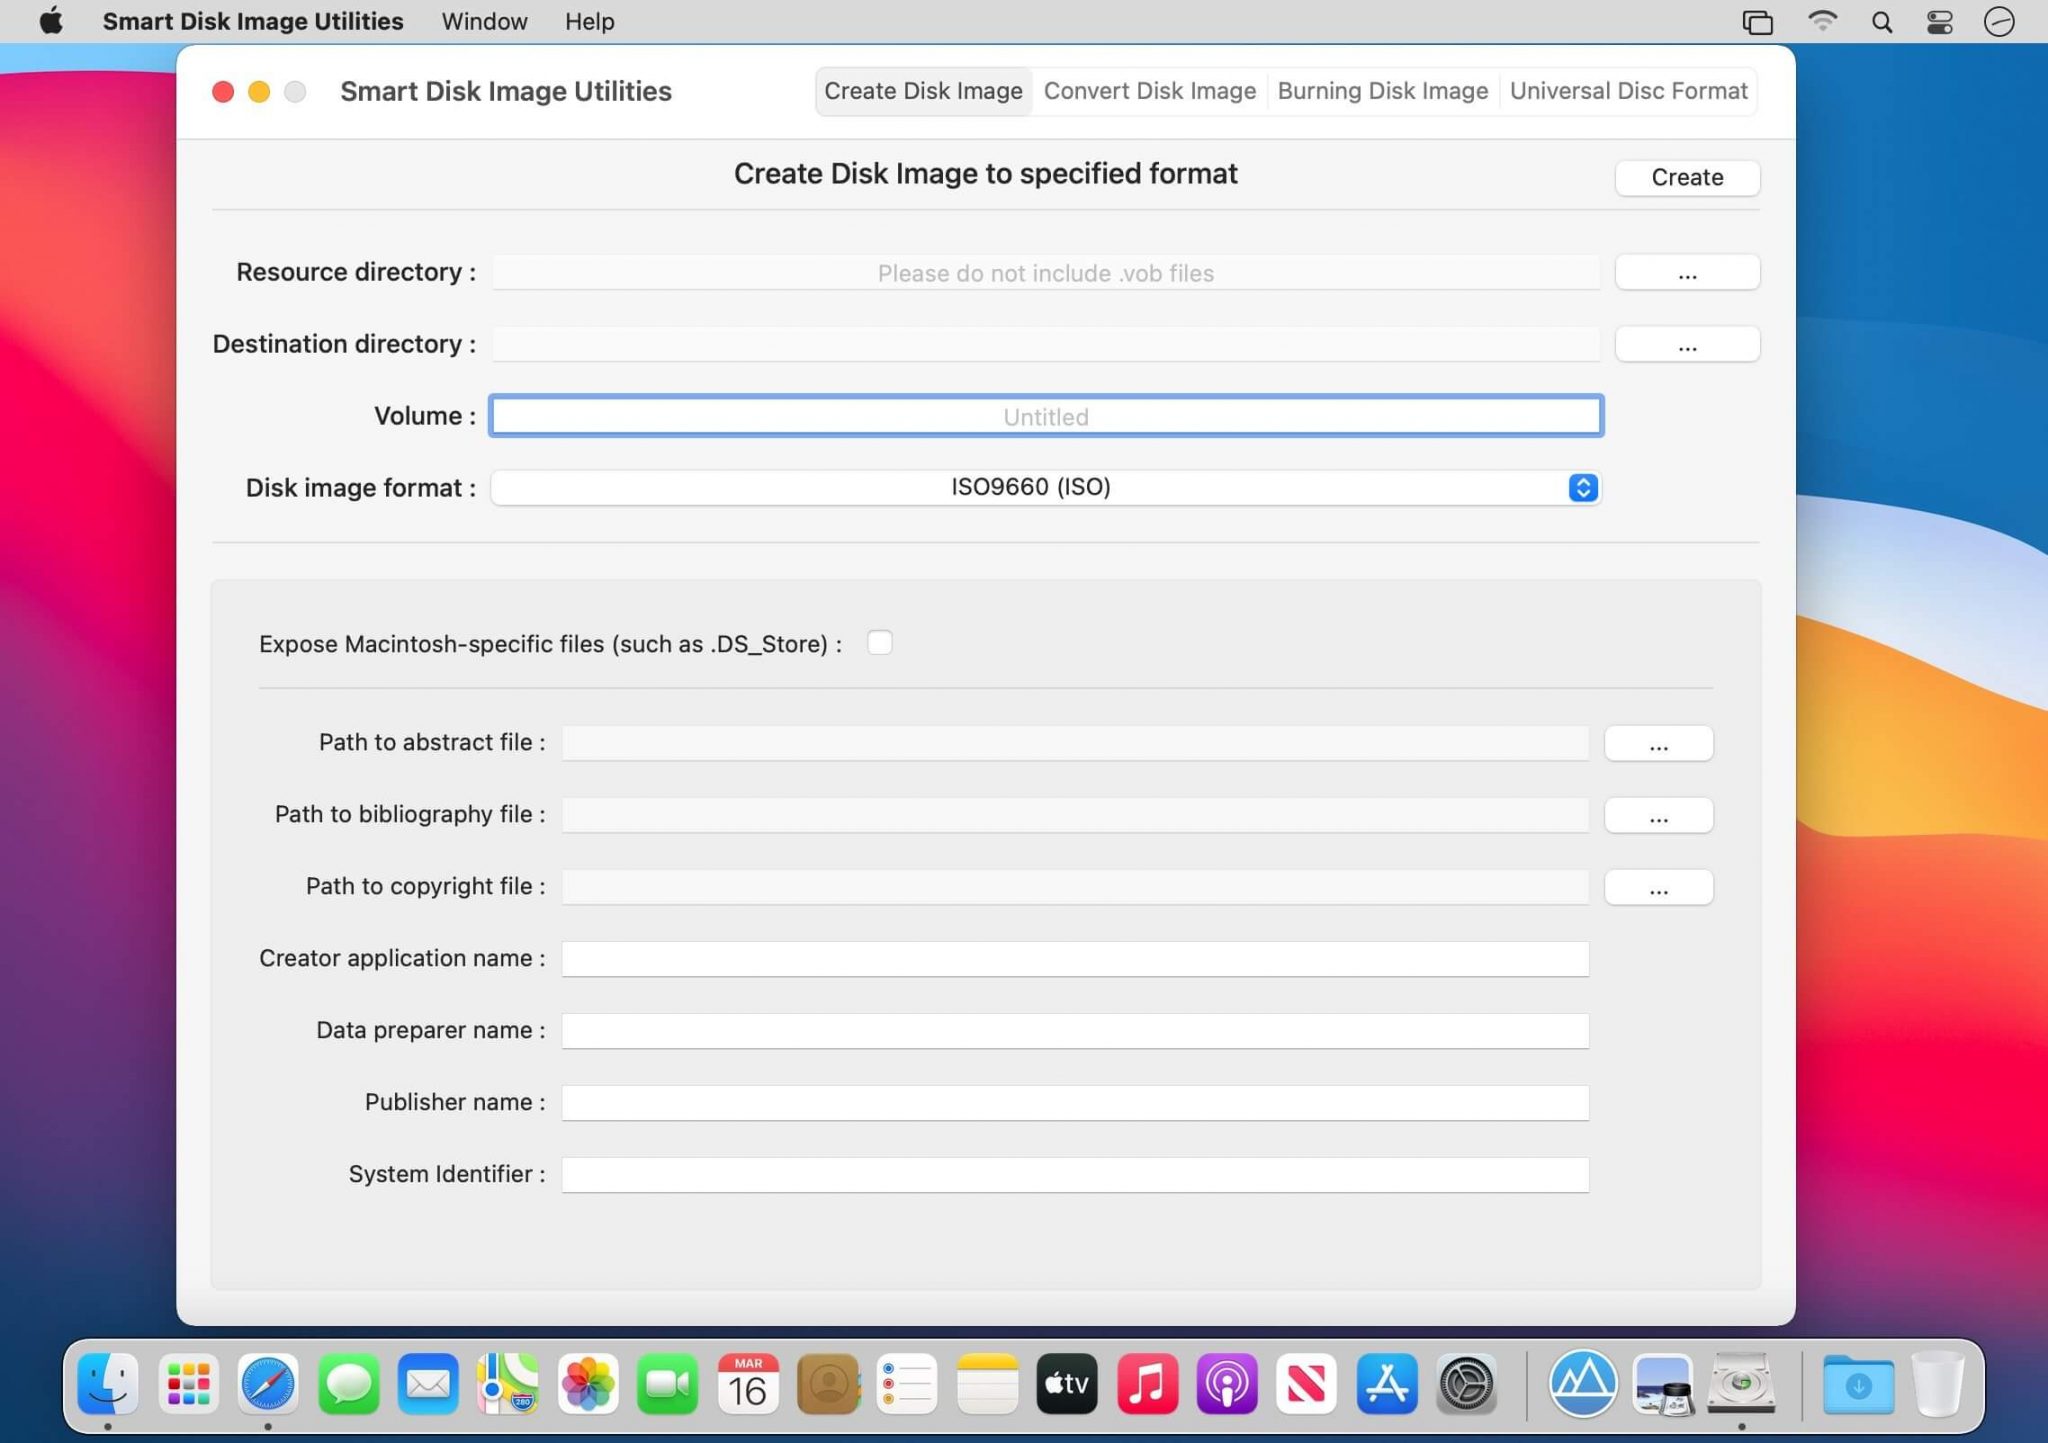 Smart Disk Image Utilities Window Help
Smart Disk Image Utilities Create Disk Image Convert Disk Image Burning Disk Image Universal Disc Format
Create Disk Image to specified format Create
Resource directory : Please do not include .vob files ...
Destination directory : ...
Volume : Untitled
Disk image format : ISO9660 (ISO)
Expose Macintosh-specific files (such as .DS_Store) :
Path to abstract file : ...
Path to bibliography file : ...
Path to copyright file : ...
Creator application name :
Data preparer name :
Publisher name :
System Identifier :
MAR
16
280
tv